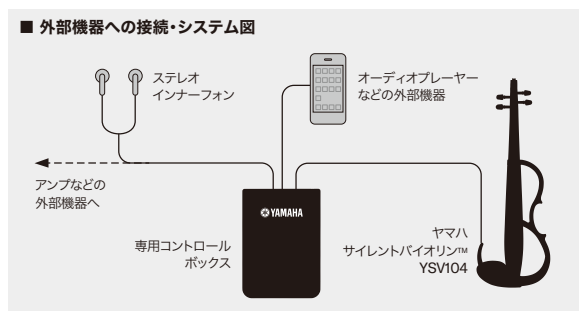 ■ 外部機器への接続・システム図
ステレオ
インナーフォン
オーディオプレーヤー
などの外部機器
アンプなどの
外部機器へ
YAMAHA
専用コントロール
ボックス
ヤマハ
サイレントバイオリン™
YSV104